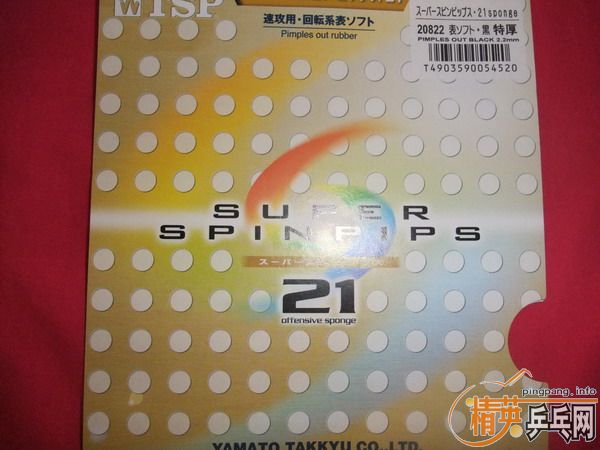 WTSP
速攻用・回転系表ソフト
Pimples out rubber
スーパースピンピップス・21sponge
20822 表ソフト・黒 特厚
PIMPLES OUT BLACK 2.2mm
T4903590054520
SUPER
SPINPIPS
21
offensive sponge
YAMATO TAKKYU CO.,LTD.
pingpang.info
精英乒乓网